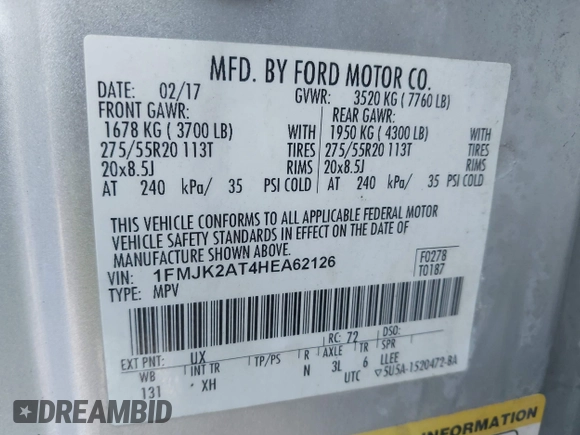 MFD. BY FORD MOTOR CO.
DATE: 02/17 GVWR: 3520 KG ( 7760 LB)
FRONT GAWR: REAR GAWR:
1678 KG ( 3700 LB) WITH 1950 KG ( 4300 LB)
275/55R20 113T TIRES 275/55R20 113T
20x8.5J RIMS 20x8.5J
AT 240 kPa/ 35 PSI COLD AT 240 kPa/ 35 PSI COLD
THIS VEHICLE CONFORMS TO ALL APPLICABLE FEDERAL MOTOR
VEHICLE SAFETY STANDARDS IN EFFECT ON THE DATE OF
MANUFACTURE SHOWN ABOVE.
VIN: 1FMJK2AT4HEA62126 F0278
TYPE: MPV T0187
EXT PNT: UX RC: 72 DSO:
WB INT TR TP/PS R AXLE TR SPR
131 XH N 3L 6 LLEE
UTC 5U5A-1520472-BA
INFORMATION
DREAMBID